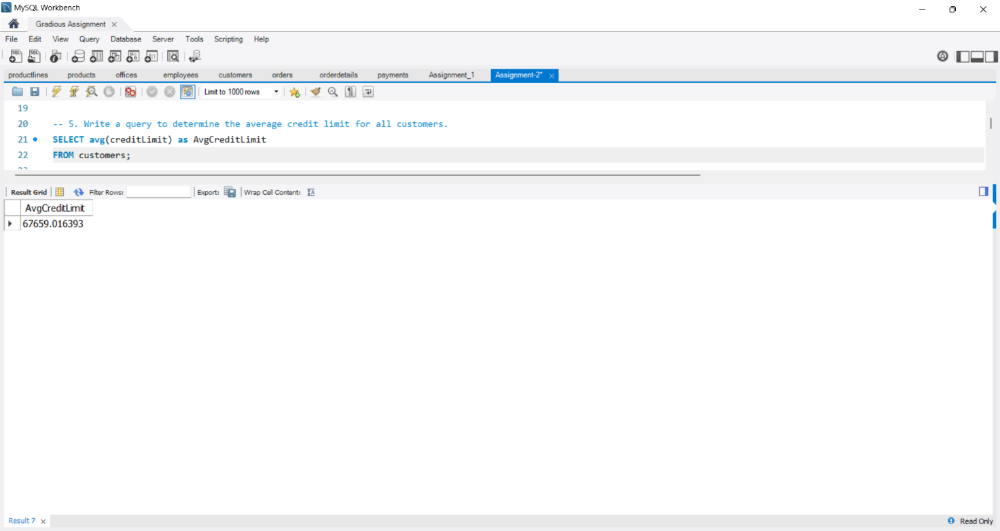 MySQL Workbench
Gradious Assignment
File Edit View Query Database Server Tools Scripting Help
productlines products offices employees customers orders orderdetails payments Assignment_1 Assignment-2*
Limit to 1000 rows
19
20 -- 5. Write a query to determine the average credit limit for all customers.
21 SELECT avg(creditLimit) as AvgCreditLimit
22 FROM customers;
Result Grid Filter Rows: Export: Wrap Cell Content:
AvgCreditLimit
67659.016393
Result 7 Read Only